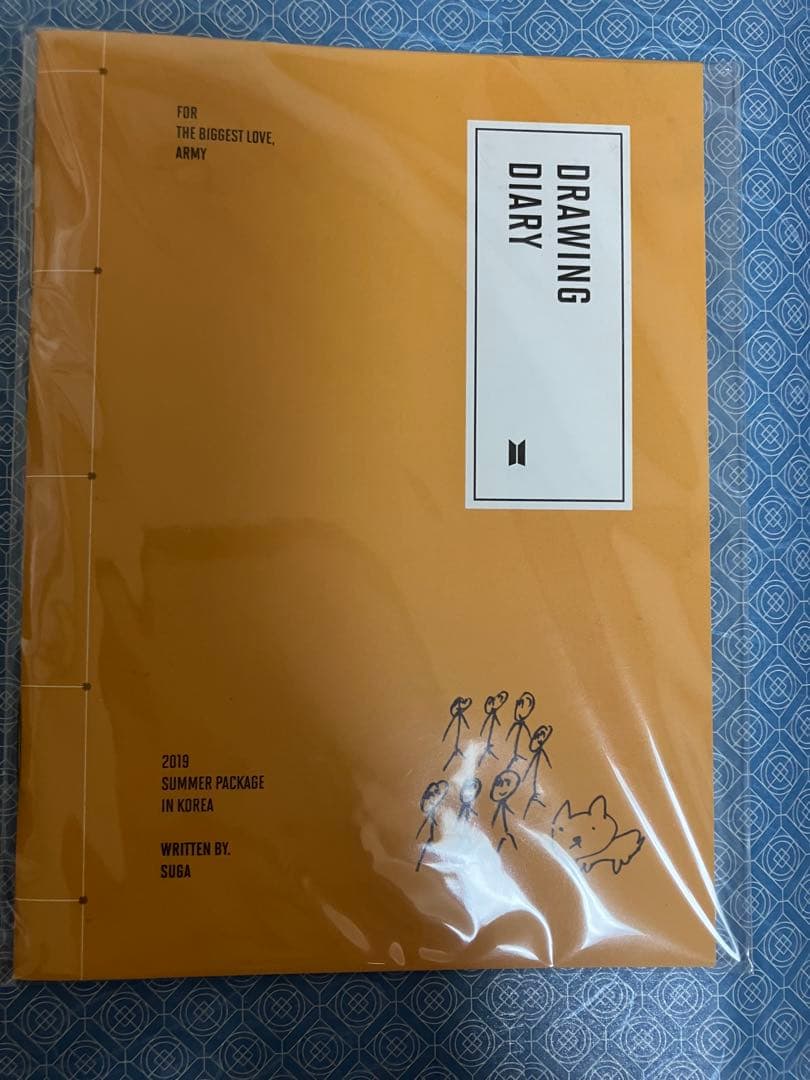 FOR
THE BIGGEST LOVE,
ARMY
DRAWING
DIARY
2019
SUMMER PACKAGE
IN KOREA
WRITTEN BY.
SUGA